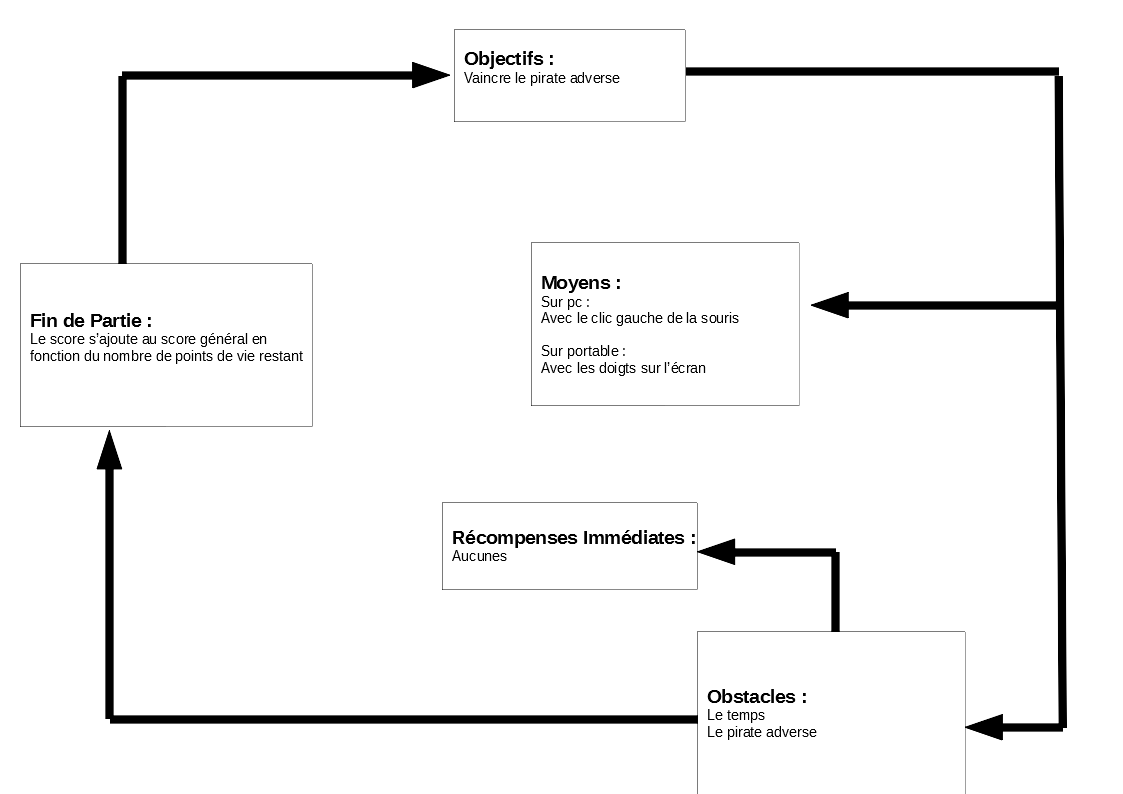 Objectifs :
Vaincre le pirate adverse
Moyens :
Sur pc :
Avec le clic gauche de la souris
Sur portable :
Avec les doigts sur l’écran
Fin de Partie :
Le score s’ajoute au score général en
fonction du nombre de points de vie restant
Récompenses Immédiates :
Aucunes
Obstacles :
Le temps
Le pirate adverse